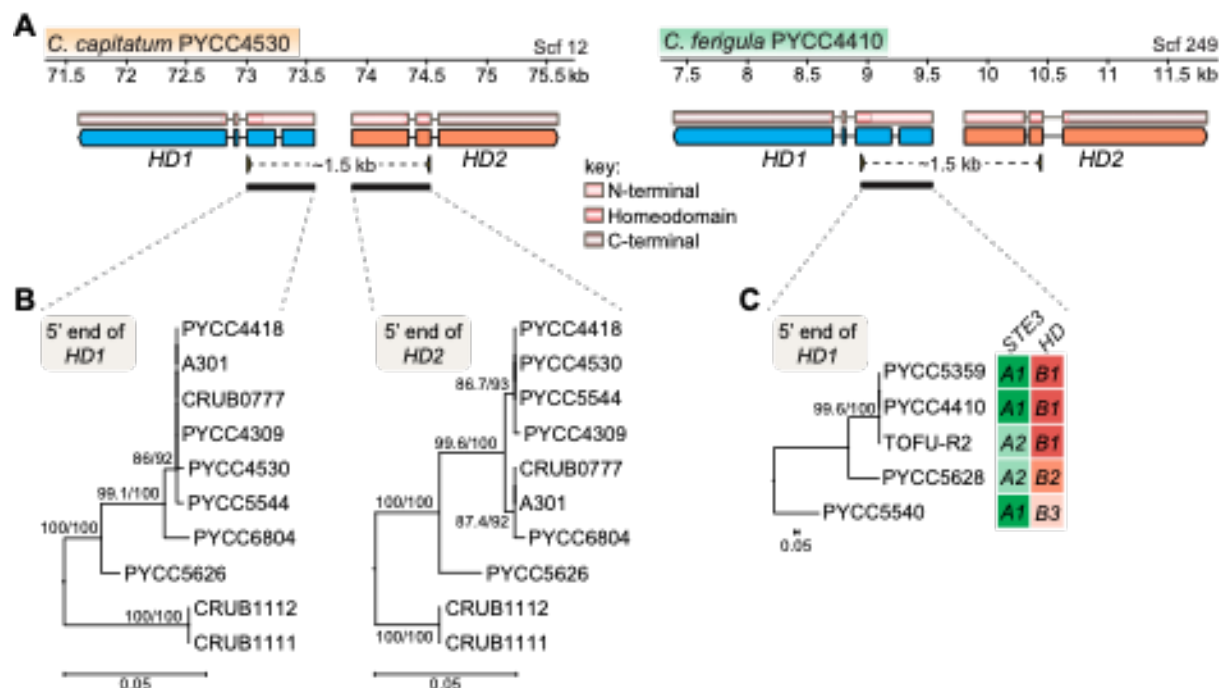 A
C. capitatum PYCC4530
Scf 12
71.5 72 72.5 73 73.5 74 74.5 75 75.5 kb
HD1
~1.5 kb
HD2
C. ferigula PYCC4410
Scf 249
7.5 8 8.5 9 9.5 10 10.5 11 11.5 kb
HD1
~1.5 kb
HD2
key:
N-terminal
Homeodomain
C-terminal
B
5' end of
HD1
PYCC4418
A301
CRUB0777
PYCC4309
86/92
PYCC4530
99.1/100
PYCC5544
100/100
PYCC6804
PYCC5626
CRUB1112
100/100
CRUB1111
0.05
5' end of
HD2
PYCC4418
PYCC4530
86.7/93
PYCC5544
PYCC4309
99.6/100
CRUB0777
A301
87.4/92
PYCC6804
100/100
PYCC5626
CRUB1112
100/100
CRUB1111
0.05
C
5' end of
HD1
STE3 HD
PYCC5359 A1 B1
99.6/100
PYCC4410 A1 B1
TOFU-R2 A2 B1
PYCC5628 A2 B2
PYCC5540 A1 B3
0.05